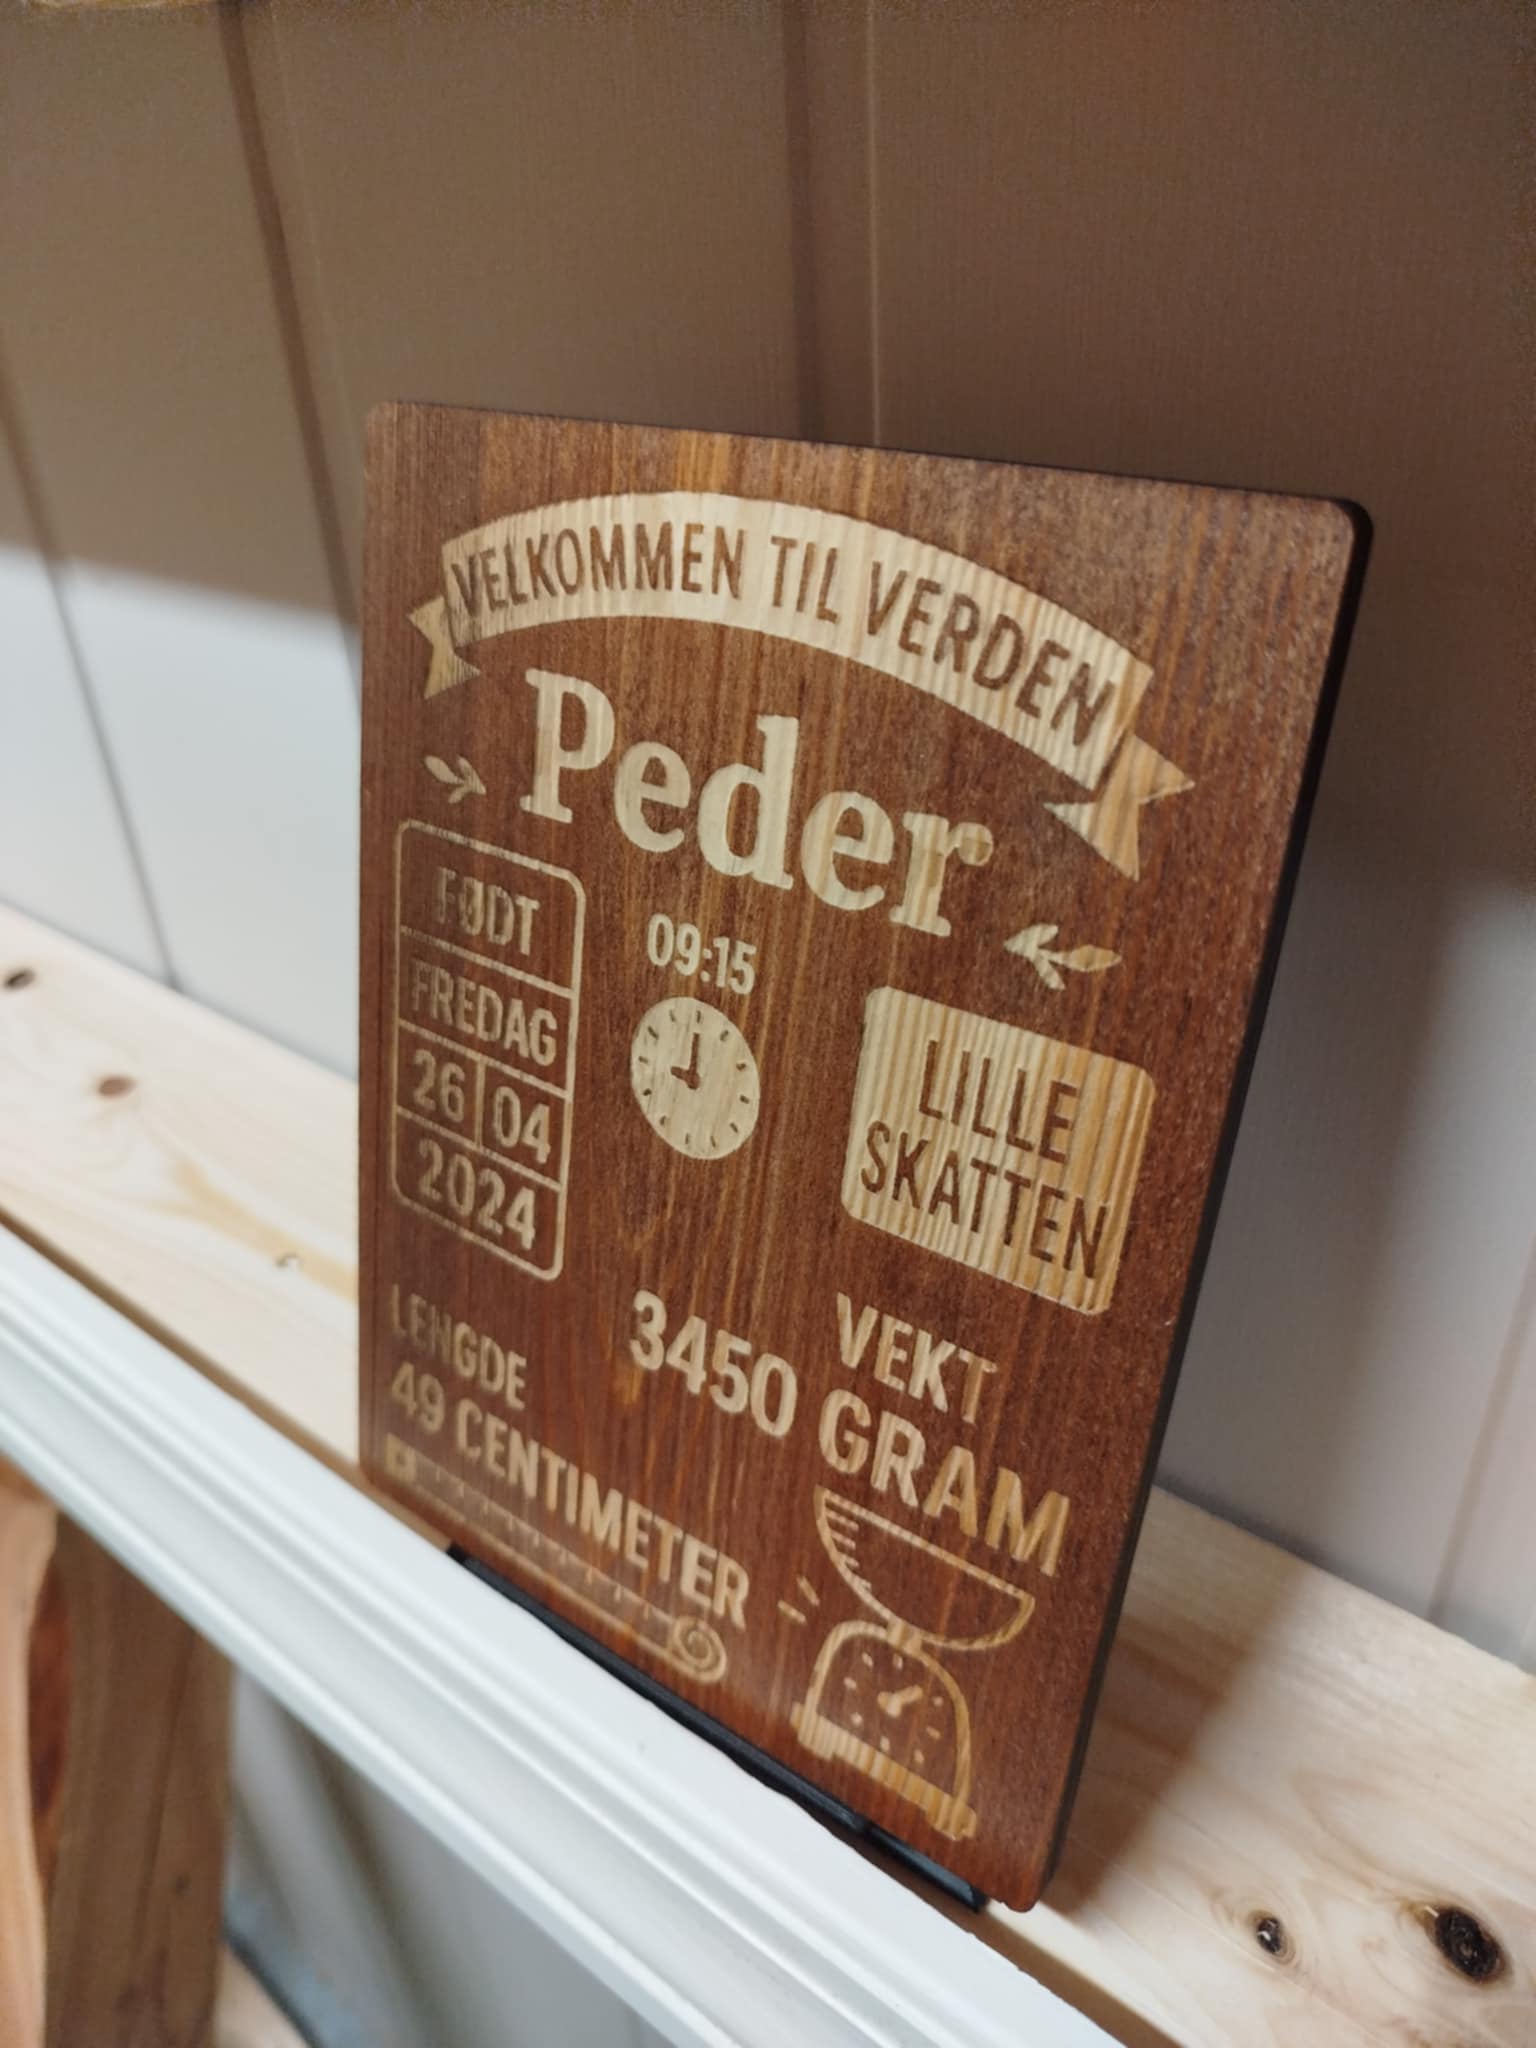 VELKOMMEN TIL VERDEN
Peder
FØDT
FREDAG
26 04
2024
09:15
LILLE
SKATTEN
LENGDE
49 CENTIMETER
VEKT
3450 GRAM